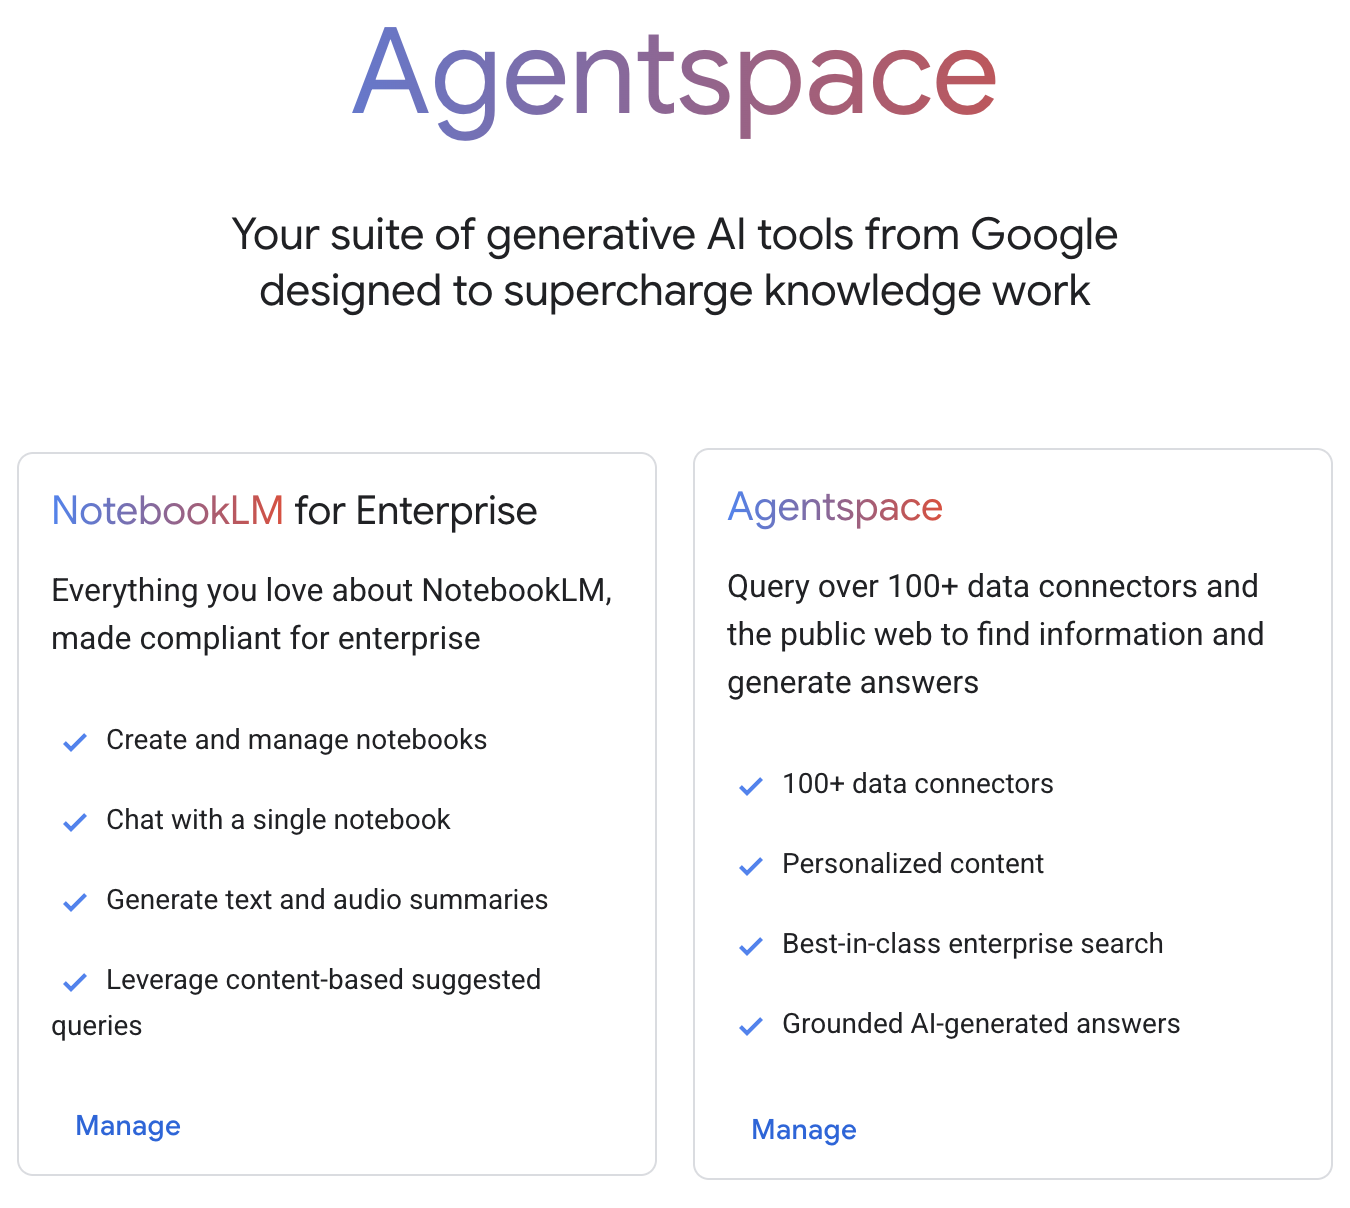 Agentspace
Your suite of generative AI tools from Google
designed to supercharge knowledge work
NotebookLM for Enterprise
Everything you love about NotebookLM,
made compliant for enterprise
Create and manage notebooks
Chat with a single notebook
Generate text and audio summaries
Leverage content-based suggested
queries
Manage
Agentspace
Query over 100+ data connectors and
the public web to find information and
generate answers
100+ data connectors
Personalized content
Best-in-class enterprise search
Grounded AI-generated answers
Manage